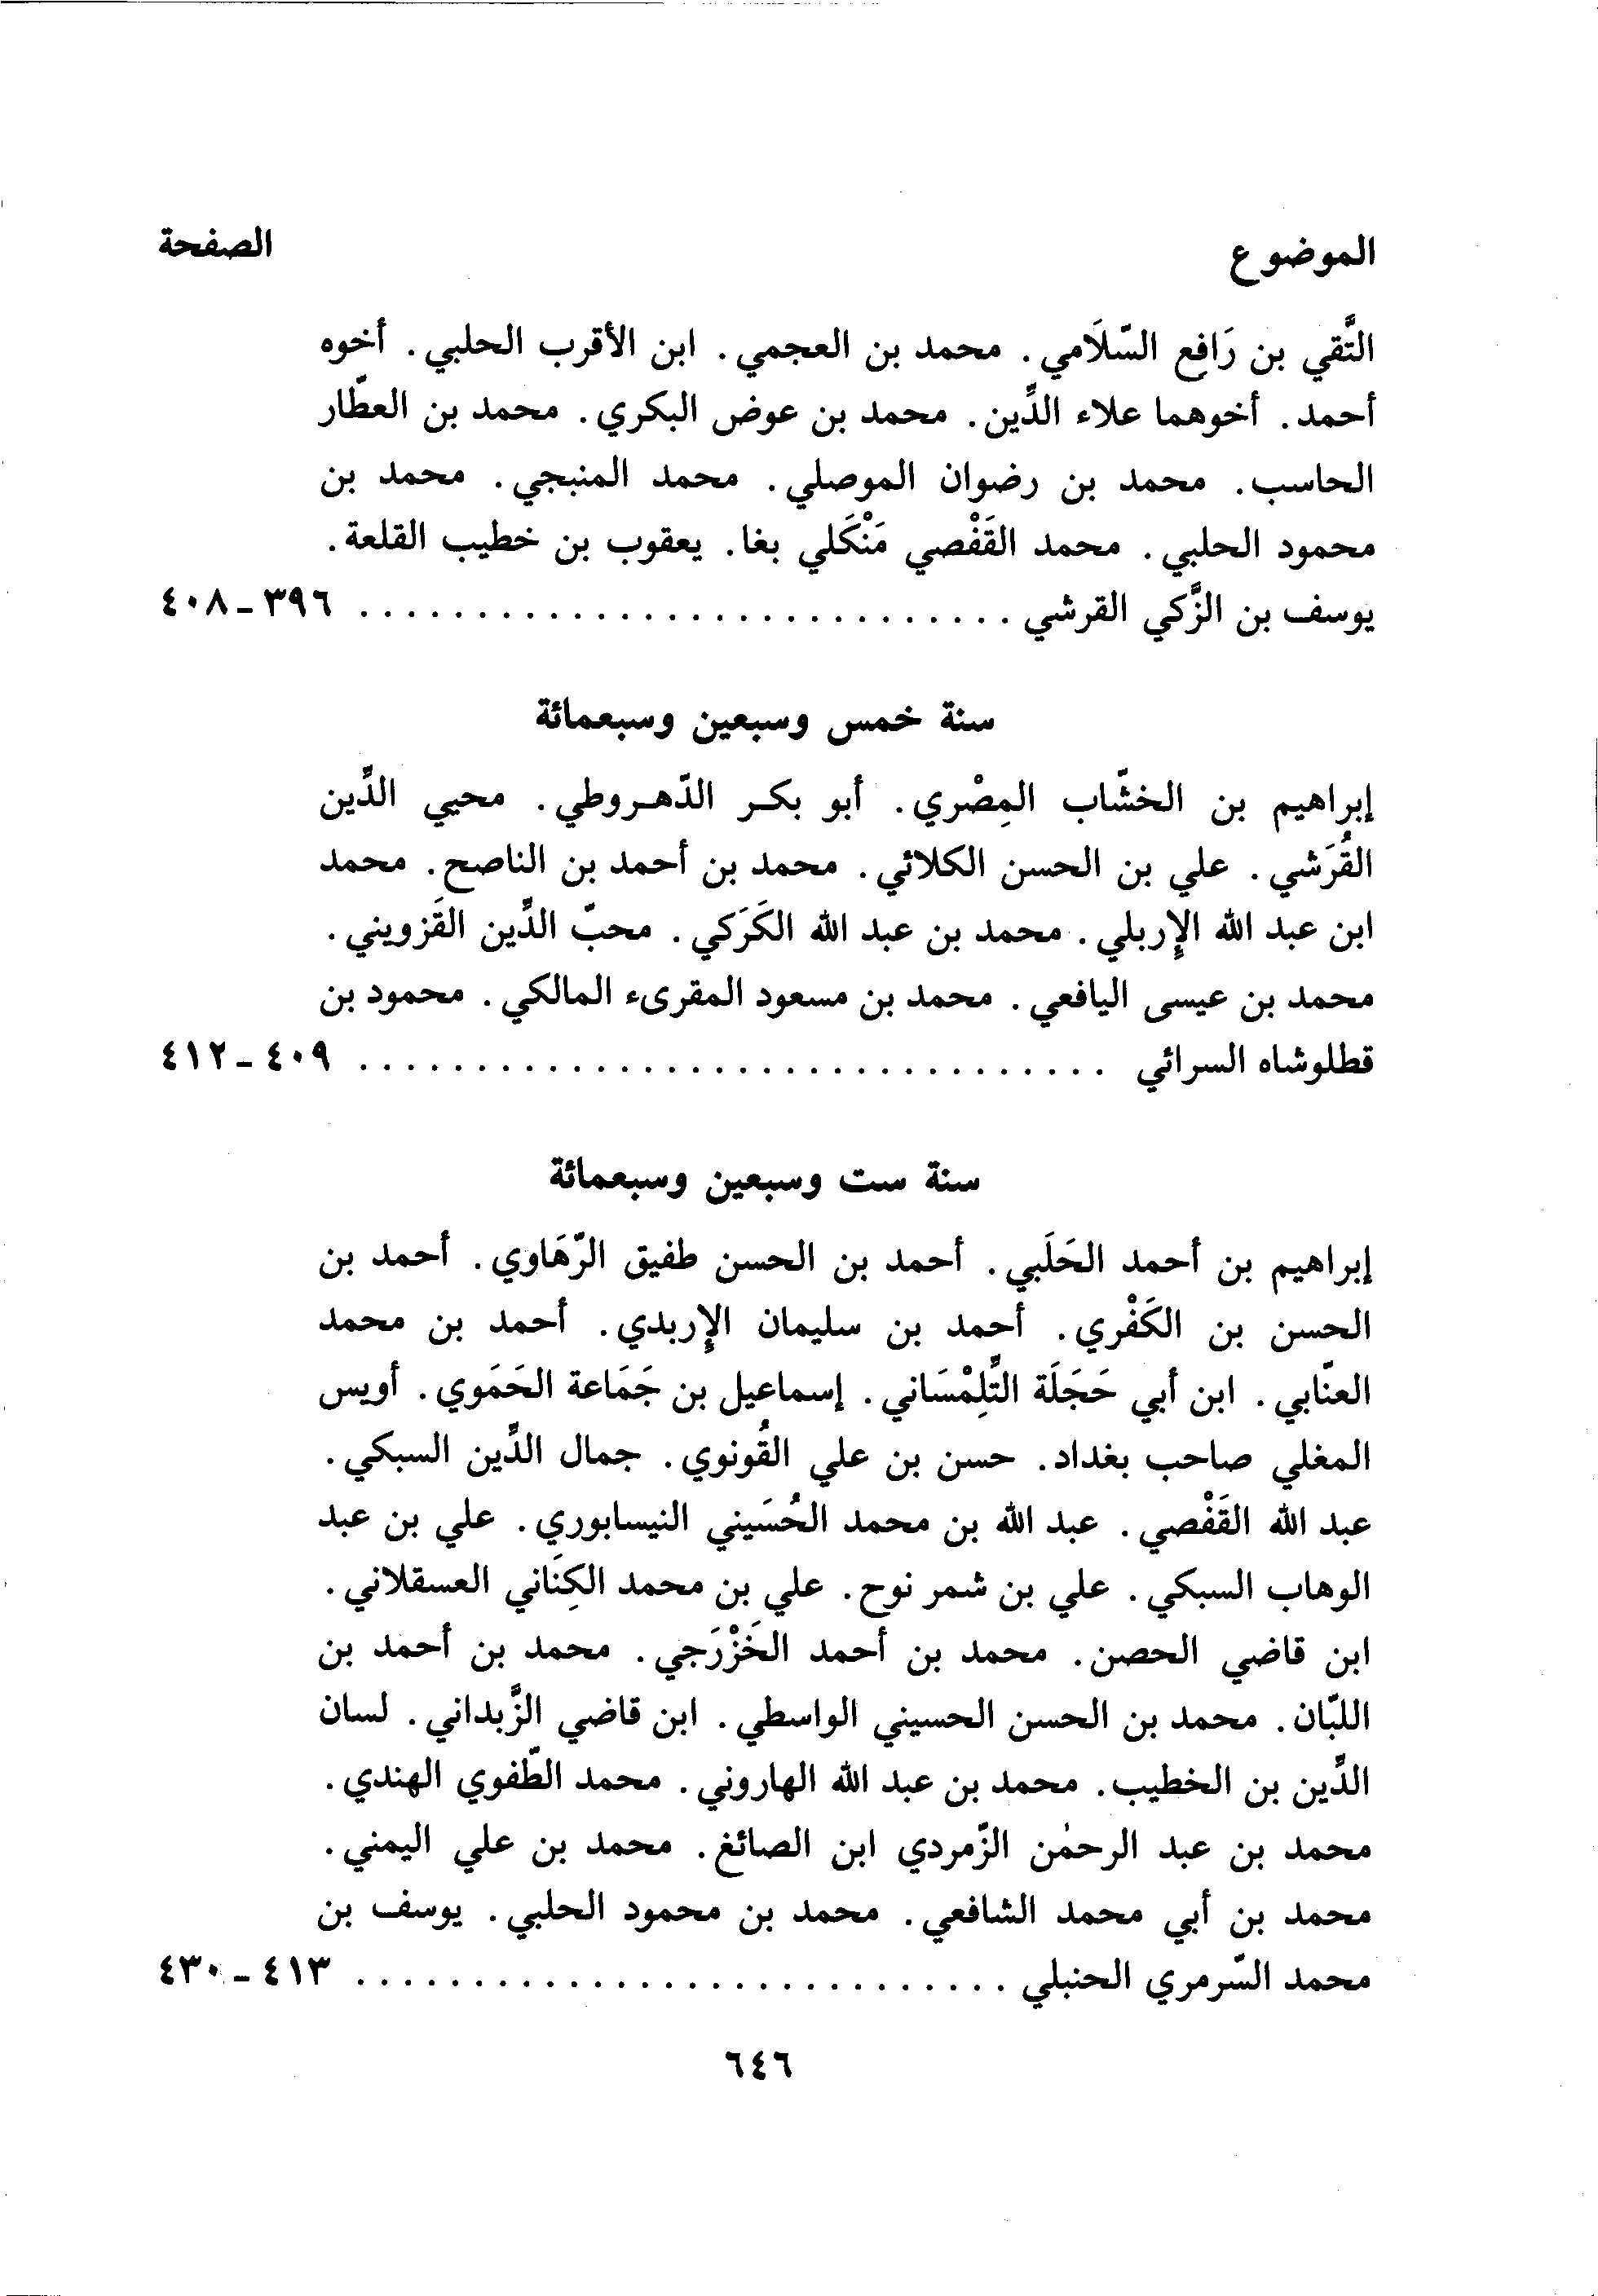 الموضوع الصفحة
التَّقي بن رَافع السّلَامي. محمد بن العجمي. ابن الأقرب الحلبي. أخوه
أحمد. أخوهما علاء الدِّين. محمد بن عوض البكري. محمد بن العطّار
الحاسب. محمد بن رضوان الموصلي. محمد المنبجي. محمد بن
محمود الحلبي. محمد القَفْصي مَنْكَلي بغا. يعقوب بن خطيب القلعة.
يوسف بن الزَّكي القرشي ............................ ٣٩٦ـ٤٠٨
سنة خمس وسبعين وسبعمائة
إبراهيم بن الخشّاب المِصْري. أبو بكـر الدّهـروطي. محيي الدِّين
القُرَشي. علي بن الحسن الكلائي. محمد بن أحمد بن الناصح. محمد
ابن عبد الله الإِربلي. محمد بن عبد الله الكَرَكي. محبّ الدِّين القَزويني.
محمد بن عيسى اليافعي. محمد بن مسعود المقرىء المالكي. محمود بن
قطلوشاه السرائي ................................ ٤٠٩ـ٤١٢
سنة ست وسبعين وسبعمائة
إبراهيم بن أحمد الحَلَبي. أحمد بن الحسن طفيق الرّهَاوي. أحمد بن
الحسن بن الكَفْري. أحمد بن سليمان الإِربدي. أحمد بن محمد
العنّابي. ابن أبي حَجَلَة التِّلِمْسَاني. إسماعيل بن جَمَاعة الحَمَوي. أويس
المغلي صاحب بغداد. حسن بن علي القُونوي. جمال الدِّين السبكي.
عبد الله القَفْصي. عبد الله بن محمد الحُسَيني النيسابوري. علي بن عبد
الوهاب السبكي. علي بن شمر نوح. علي بن محمد الكِنَاني العسقلاني.
ابن قاضي الحصن. محمد بن أحمد الخَزْرَجي. محمد بن أحمد بن
اللبّان. محمد بن الحسن الحسيني الواسطي. ابن قاضي الزَّبداني. لسان
الدِّين بن الخطيب. محمد بن عبد الله الهاروني. محمد الطّفوي الهندي.
محمد بن عبد الرحمٰن الزّمردي ابن الصائغ. محمد بن علي اليمني.
محمد بن أبي محمد الشافعي. محمد بن محمود الحلبي. يوسف بن
محمد السّرمري الحنبلي ............................ ٤١٣ـ٤٣٠
٦٤٦